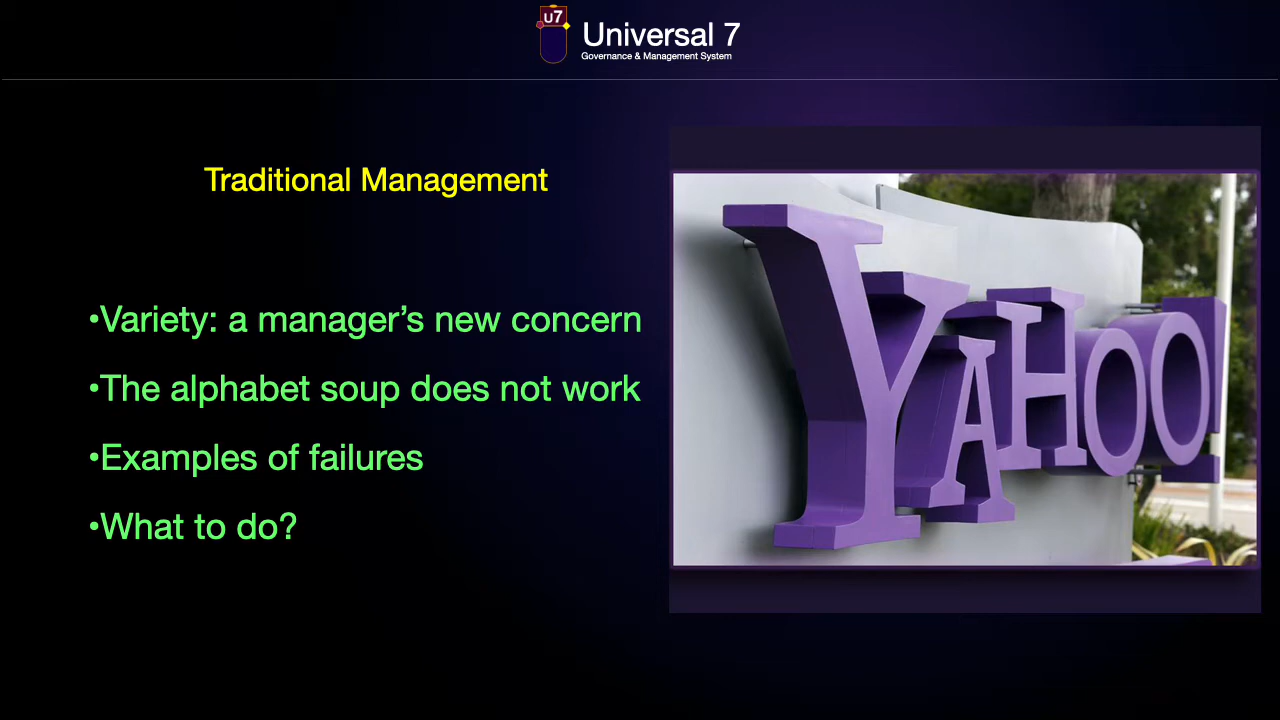 U7
Universal 7
Governance & Management System
Traditional Management
•Variety: a manager’s new concern
•The alphabet soup does not work
•Examples of failures
•What to do?
YAHOO!